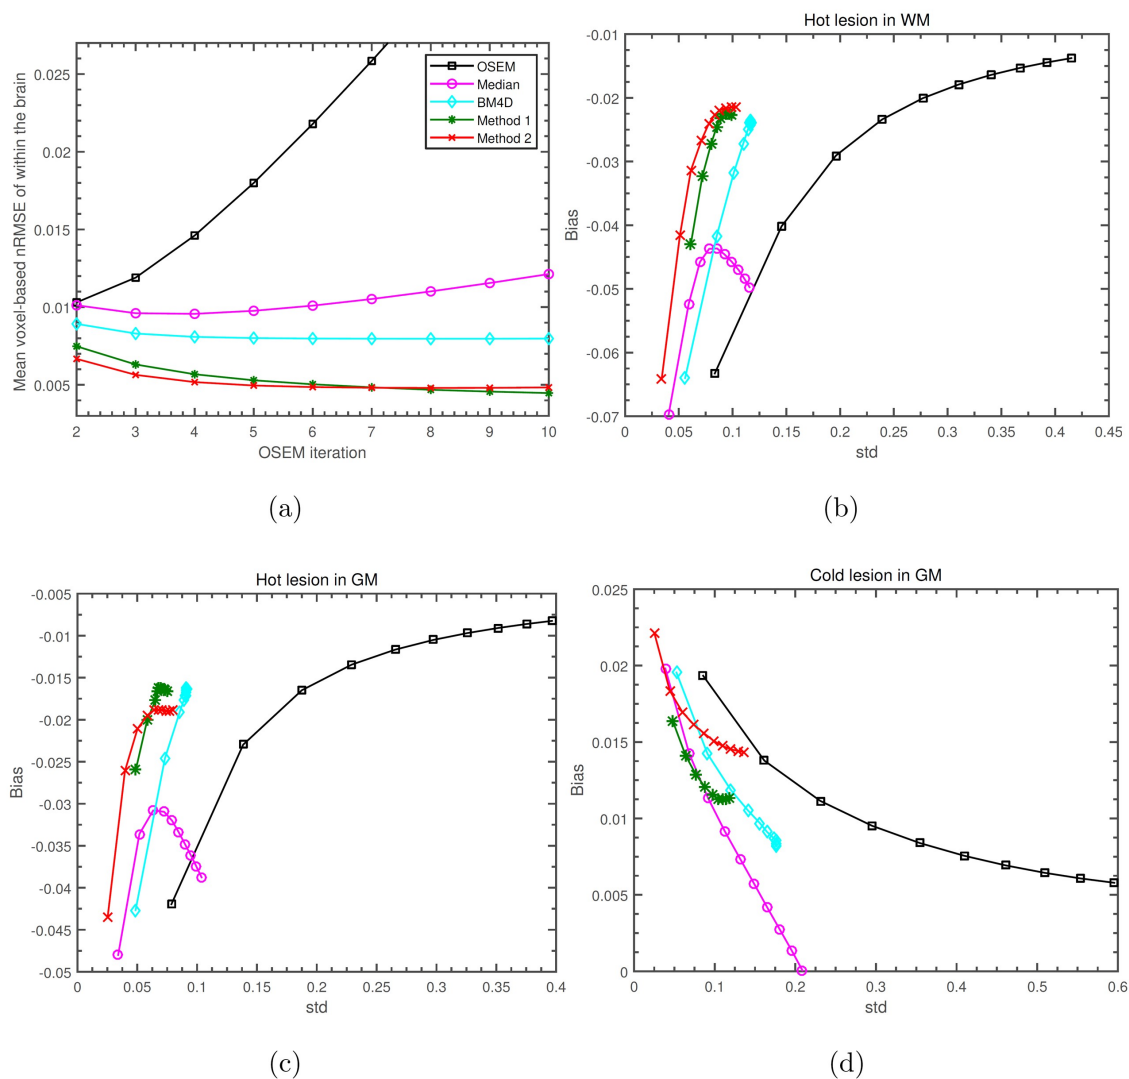 Mean voxel-based nRMSE of within the brain
0.025
0.02
0.015
0.01
0.005
2 3 4 5 6 7 8 9 10
OSEM iteration
OSEM
Median
BM4D
Method 1
Method 2
(a)
Hot lesion in WM
Bias
-0.01
-0.02
-0.03
-0.04
-0.05
-0.06
-0.07
0 0.05 0.1 0.15 0.2 0.25 0.3 0.35 0.4 0.45
std
(b)
Hot lesion in GM
Bias
-0.005
-0.01
-0.015
-0.02
-0.025
-0.03
-0.035
-0.04
-0.045
-0.05
0 0.05 0.1 0.15 0.2 0.25 0.3 0.35 0.4
std
(c)
Cold lesion in GM
Bias
0.025
0.02
0.015
0.01
0.005
0
0 0.1 0.2 0.3 0.4 0.5 0.6
std
(d)